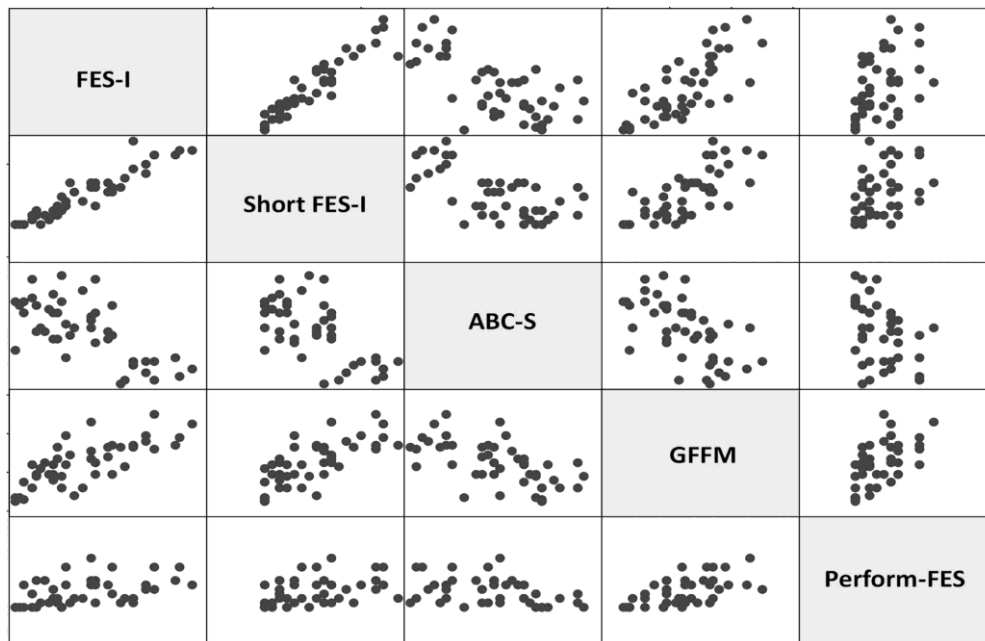 FES-I
Short FES-I
ABC-S
GFFM
Perform-FES